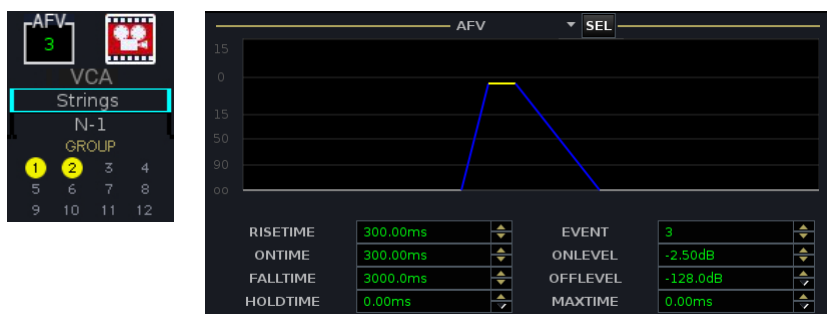 AFV
3
VCA
Strings
N-1
GROUP
1 2 3 4
5 6 7 8
9 10 11 12
AFV SEL
15
0
15
50
90
oo
RISETIME 300.00ms EVENT 3
ONTIME 300.00ms ONLEVEL -2.50dB
FALLTIME 3000.0ms OFFLEVEL -128.0dB
HOLDTIME 0.00ms MAXTIME 0.00ms